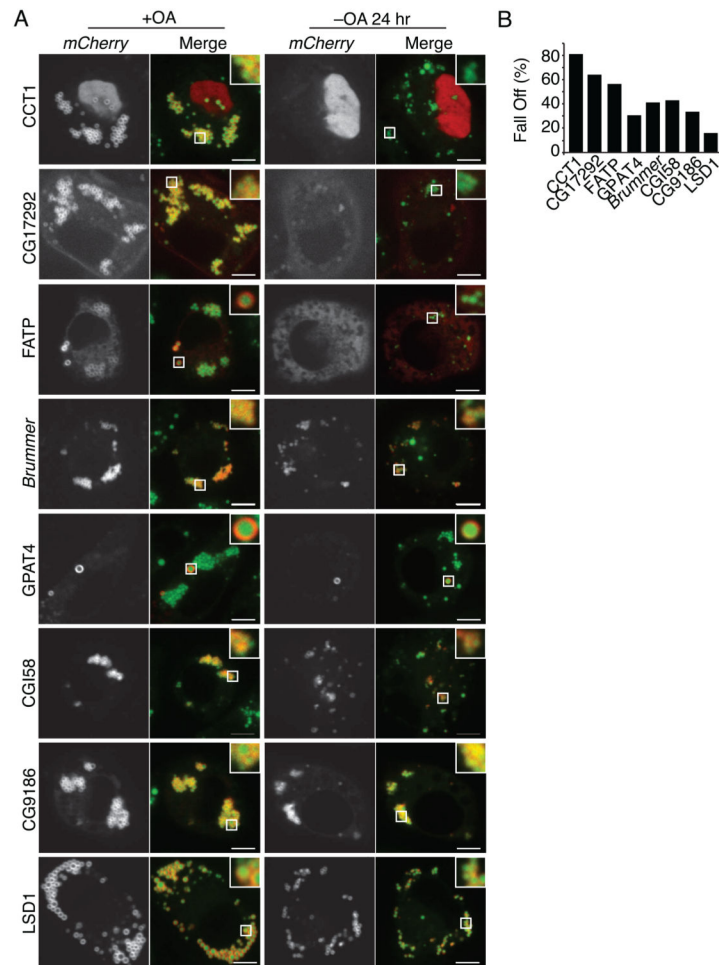 A
+OA
–OA 24 hr
mCherry
Merge
mCherry
Merge
CCT1
CG17292
FATP
Brummer
GPAT4
CGI58
CG9186
LSD1
B
Fall Off (%)
80
60
40
20
0
CCT1
CG17292
FATP
GPAT4
Brummer
CGI58
CG9186
LSD1